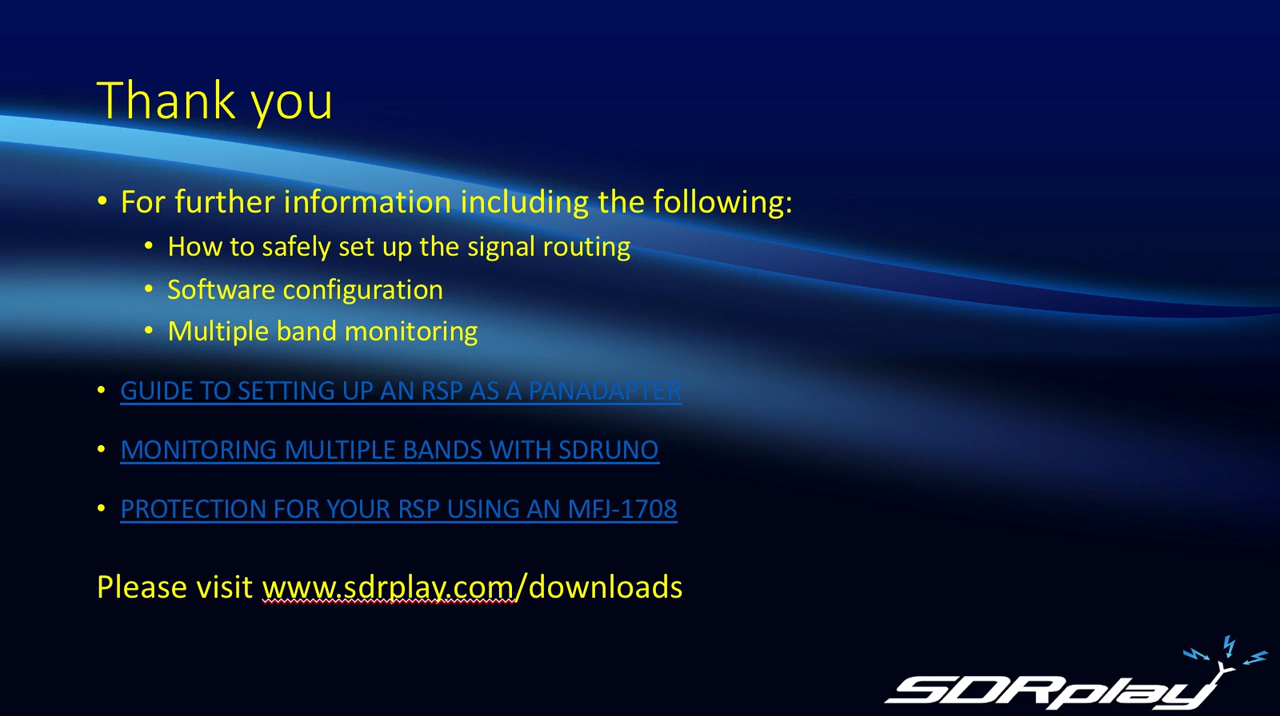 Thank you
• For further information including the following:
• How to safely set up the signal routing
• Software configuration
• Multiple band monitoring
• GUIDE TO SETTING UP AN RSP AS A PANADAPTER
• MONITORING MULTIPLE BANDS WITH SDRUNO
• PROTECTION FOR YOUR RSP USING AN MFJ-1708
Please visit www.sdrplay.com/downloads
SDRplay